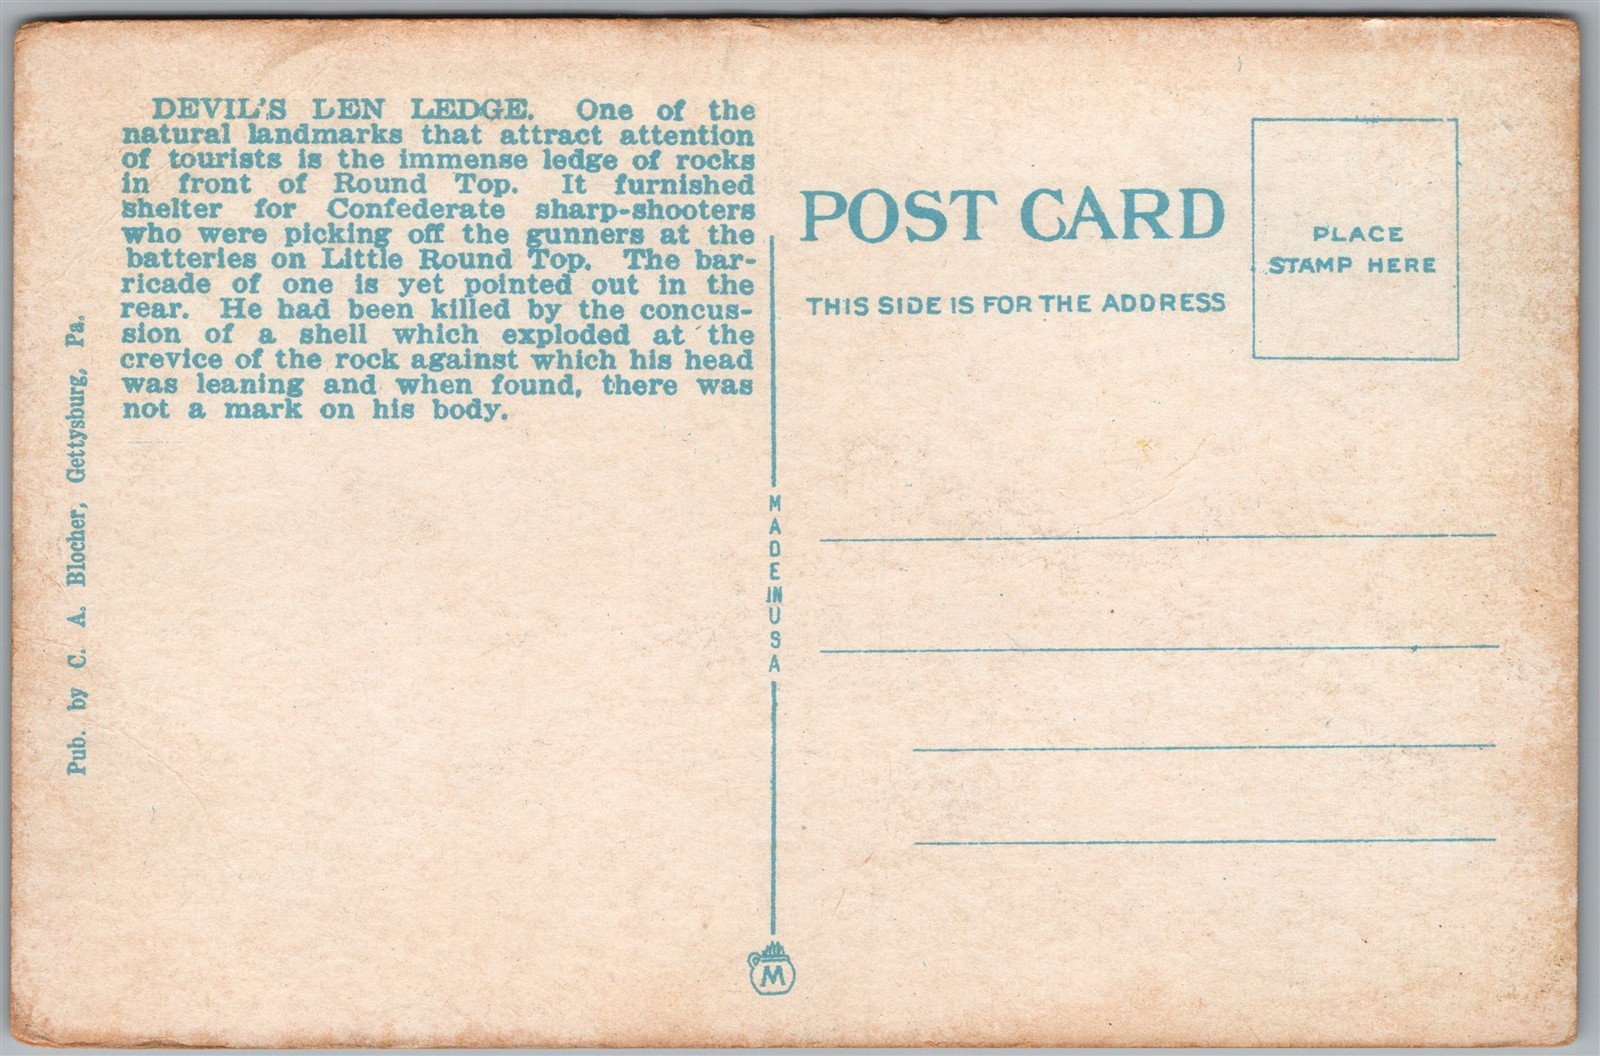 DEVIL'S LEN LEDGE. One of the
natural landmarks that attract attention
of tourists is the immense ledge of rocks
in front of Round Top. It furnished
shelter for Confederate sharp-shooters
who were picking off the gunners at the
batteries on Little Round Top. The bar-
ricade of one is yet pointed out in the
rear. He had been killed by the concus-
sion of a shell which exploded at the
crevice of the rock against which his head
was leaning and when found, there was
not a mark on his body.
Pub. by C. A. Blocher, Gettysburg, Pa.
MADE IN USA
M
POST CARD
THIS SIDE IS FOR THE ADDRESS
PLACE
STAMP HERE